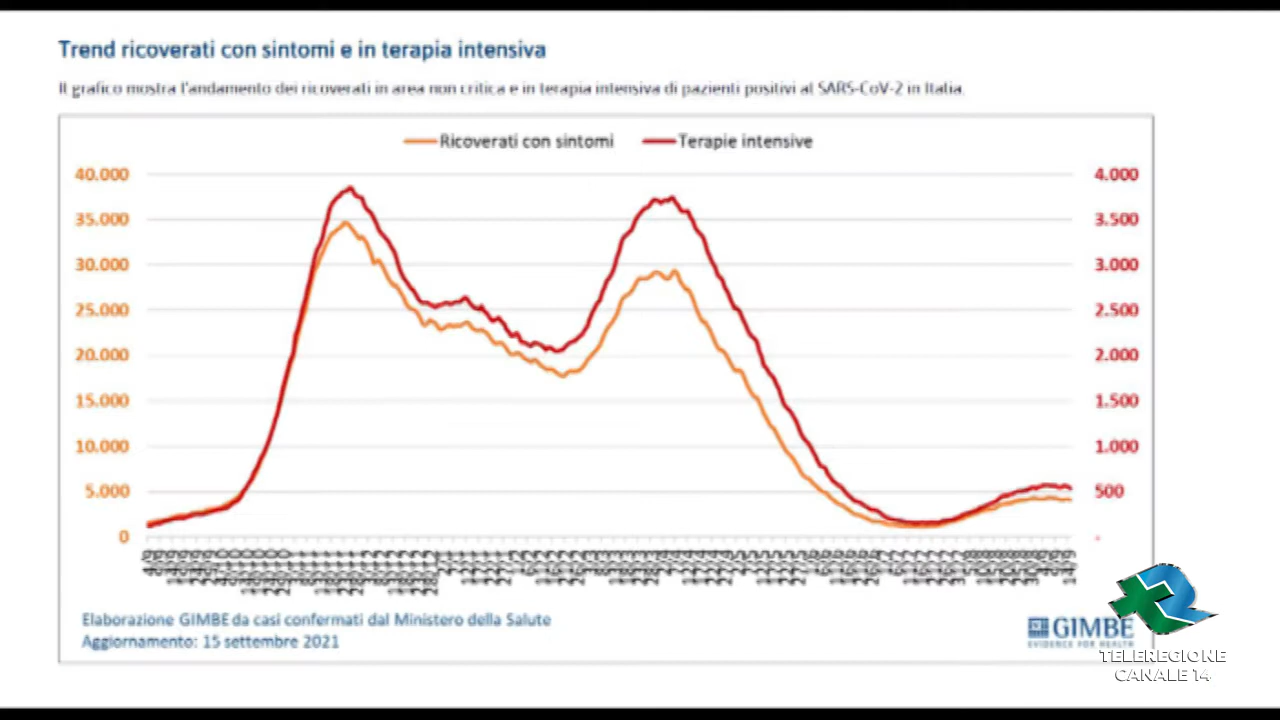 Trend ricoverati con sintomi e in terapia intensiva
Il grafico mostra l'andamento dei ricoverati in area non critica e in terapia intensiva di pazienti positivi al SARS-CoV-2 in Italia.
Ricoverati con sintomi Terapie intensive
40.000 4.000
35.000 3.500
30.000 3.000
25.000 2.500
20.000 2.000
15.000 1.500
10.000 1.000
5.000 500
0 -
Elaborazione GIMBE da casi confermati dal Ministero della Salute
Aggiornamento: 15 settembre 2021
GIMBE
EVIDENCE FOR HEALTH
TELEREGIONE
CANALE 14